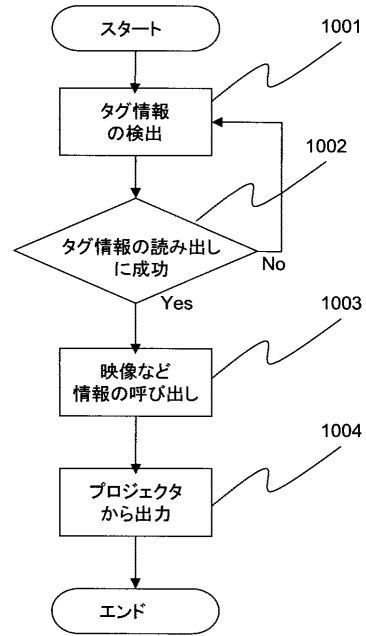 スタート
1001
タグ情報
の検出
1002
タグ情報の読み出し
に成功
No
Yes
1003
映像など
情報の呼び出し
1004
プロジェクタ
から出力
エンド